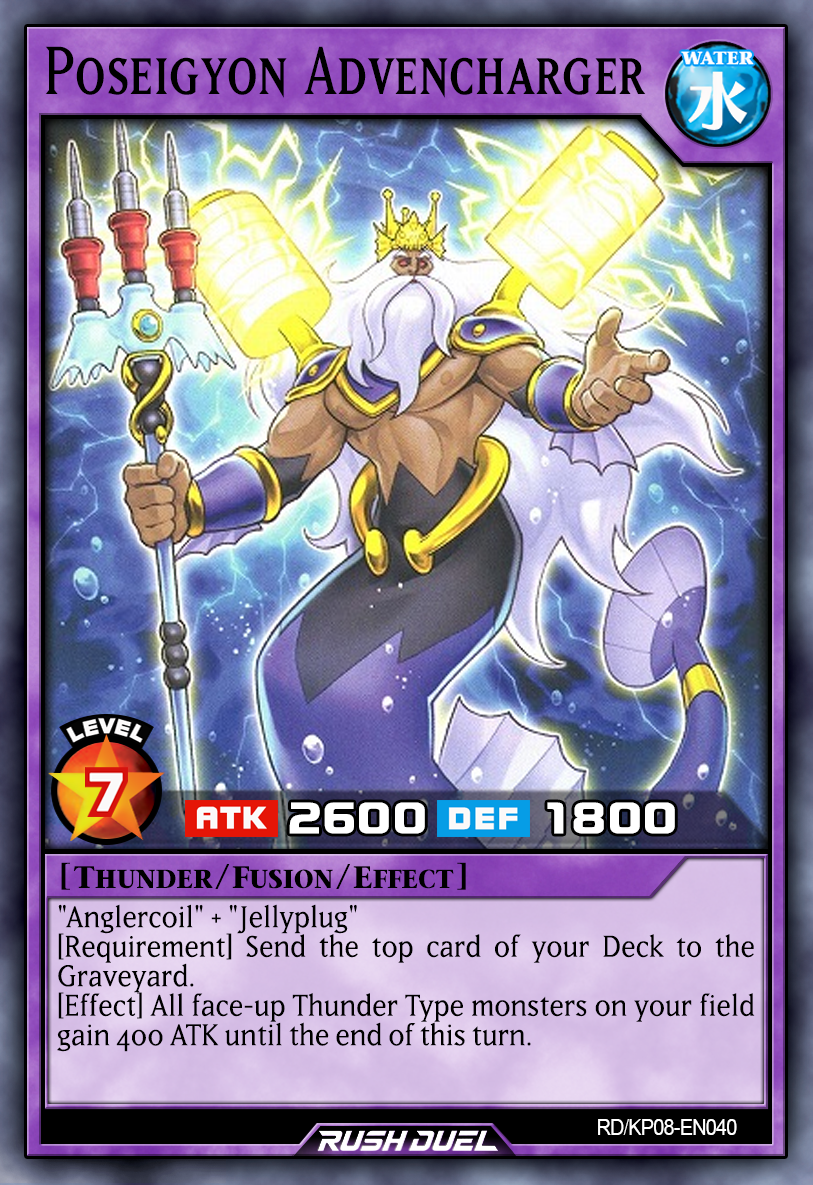 POSEIGYON ADVENCHARGER
WATER
水
LEVEL
7
ATK 2600 DEF 1800
[THUNDER/FUSION/EFFECT]
"Anglercoil" + "Jellyplug"
[Requirement] Send the top card of your Deck to the
Graveyard.
[Effect] All face-up Thunder Type monsters on your field
gain 400 ATK until the end of this turn.
RD/KP08-EN040
RUSH DUEL